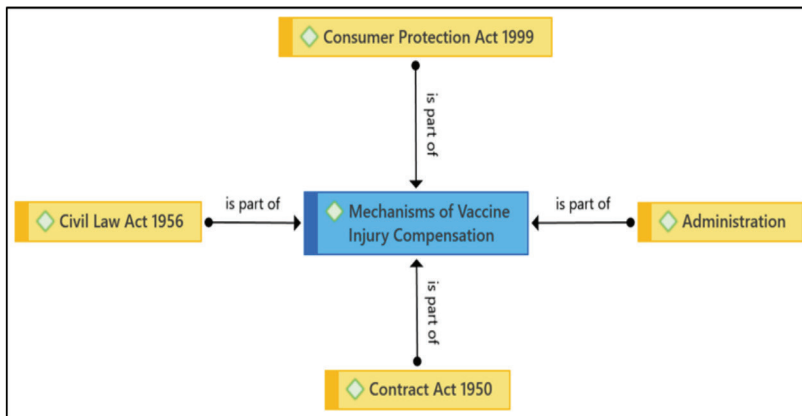 Consumer Protection Act 1999
is part of
Civil Law Act 1956
is part of
Mechanisms of Vaccine
Injury Compensation
is part of
Administration
is part of
Contract Act 1950